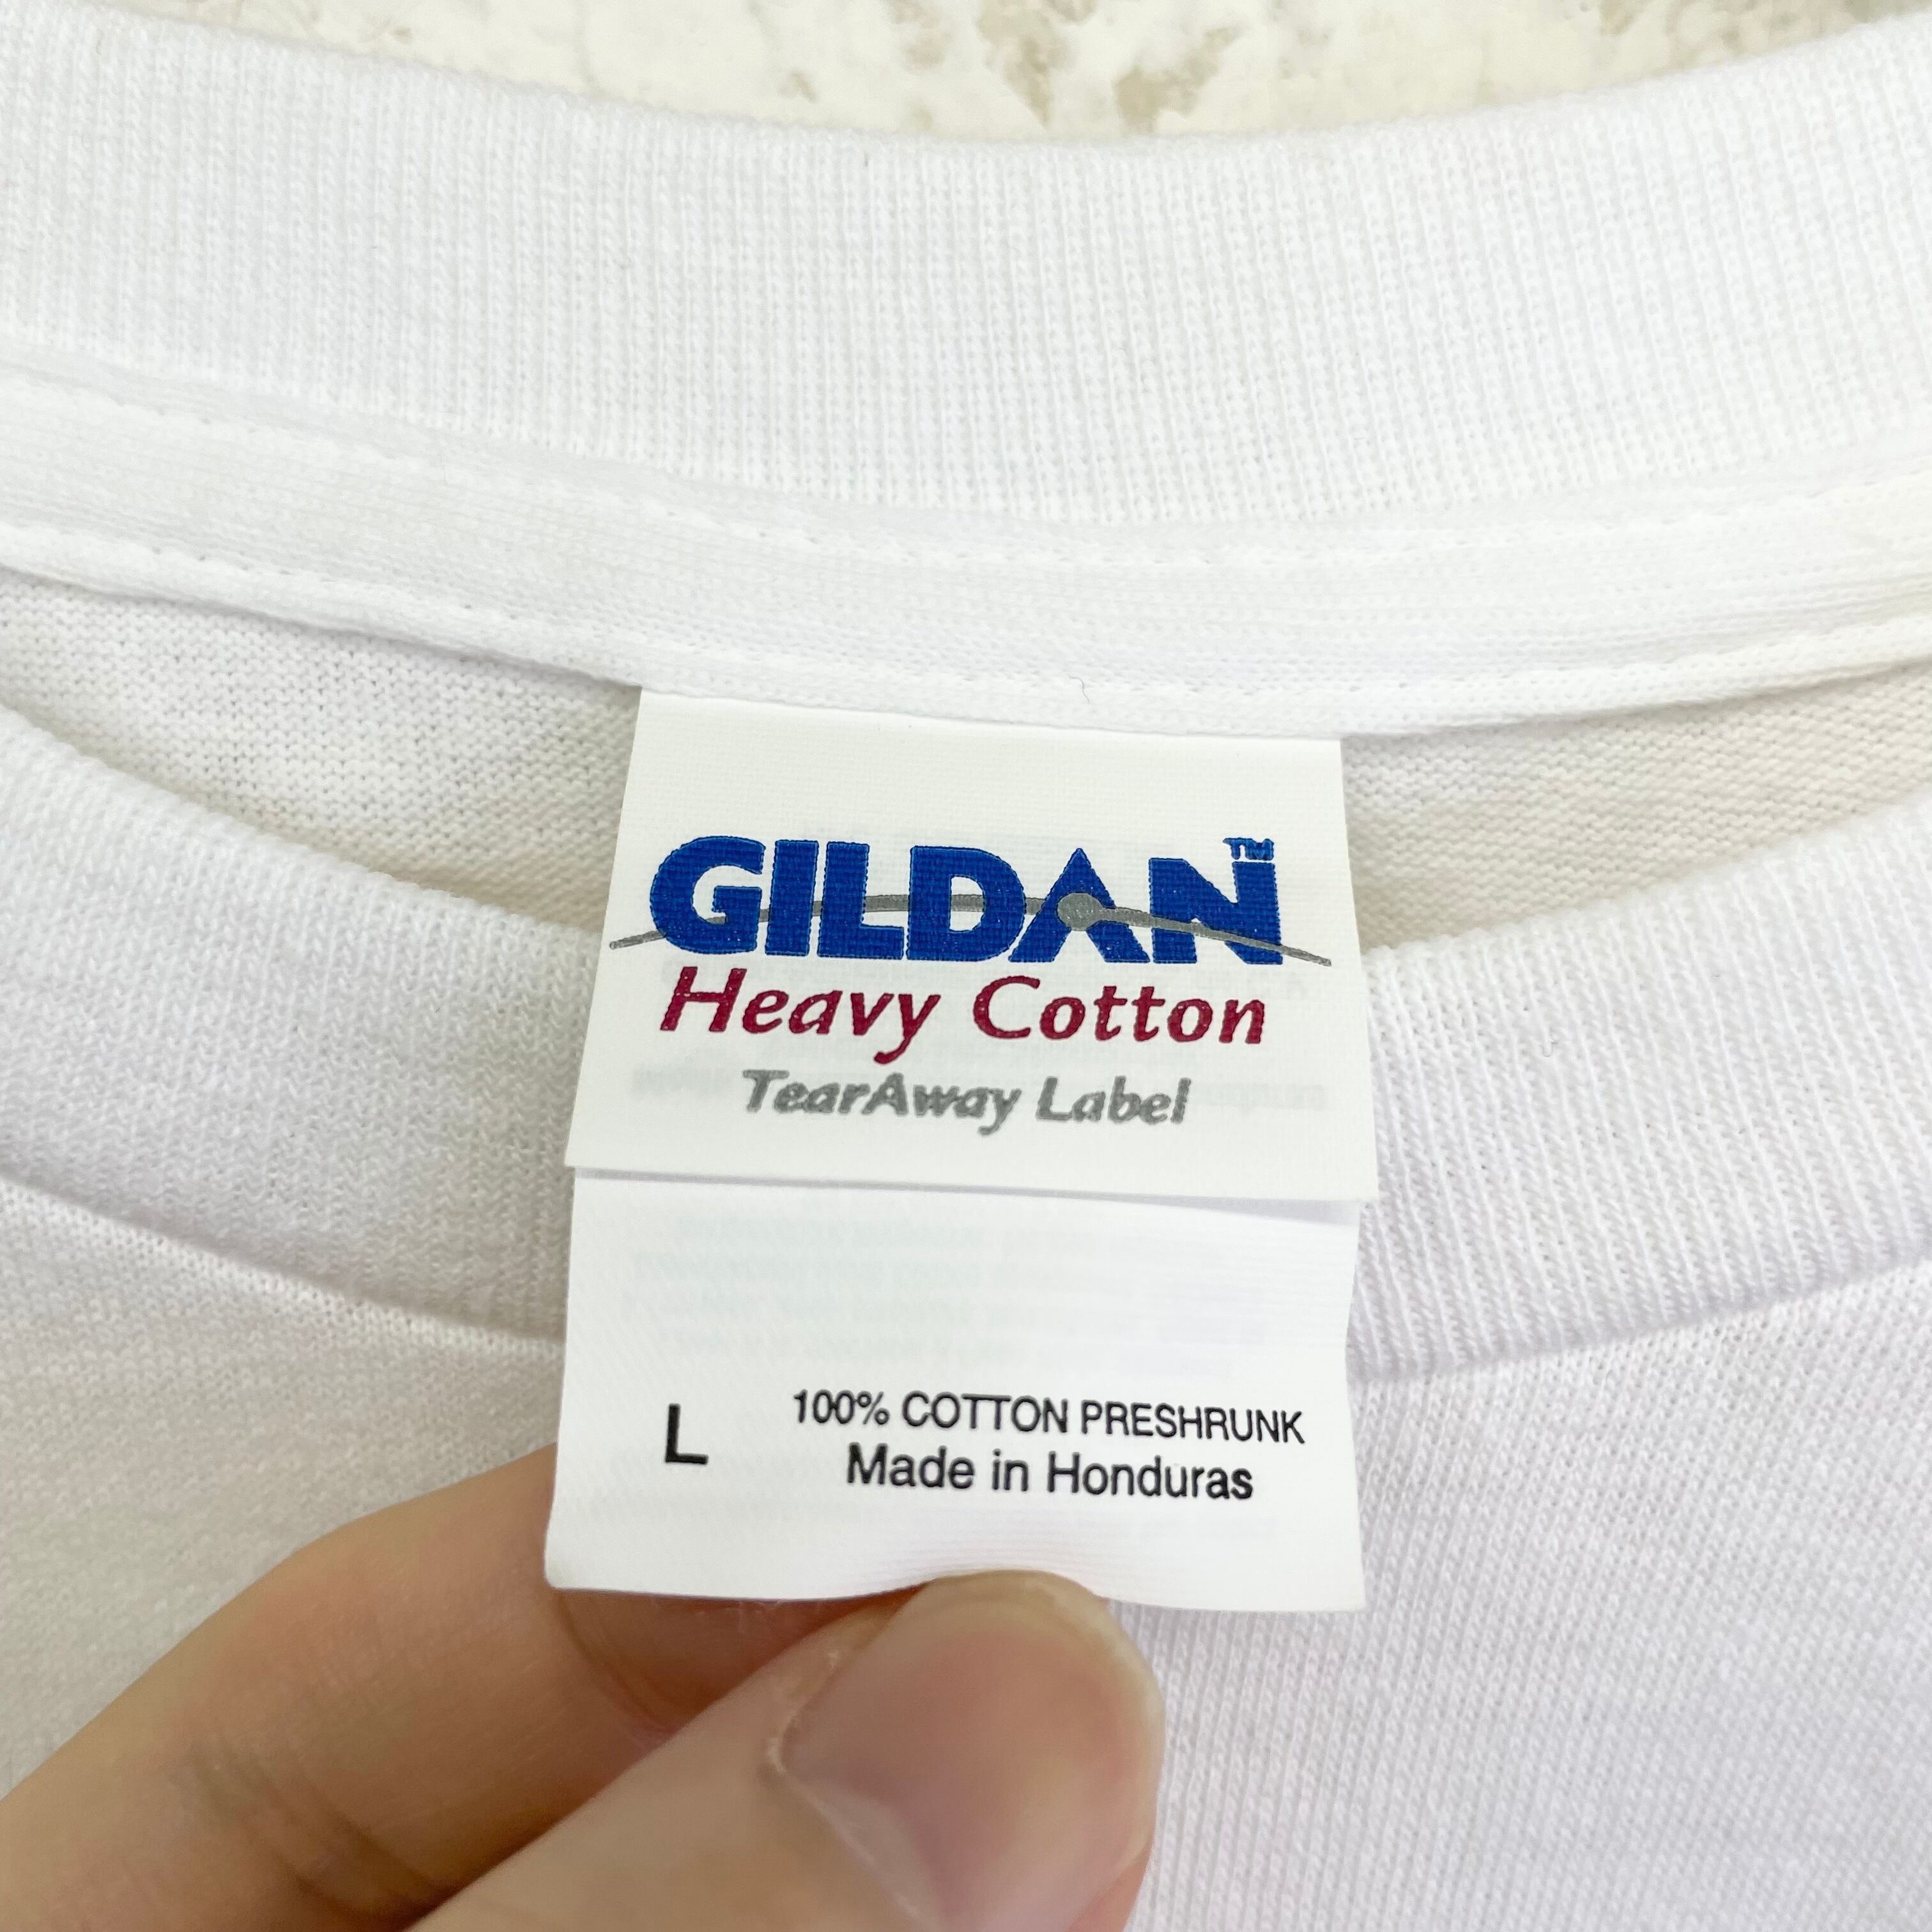 GILDAN™
Heavy Cotton
TearAway Label
L
100% COTTON PRESHRUNK
Made in Honduras